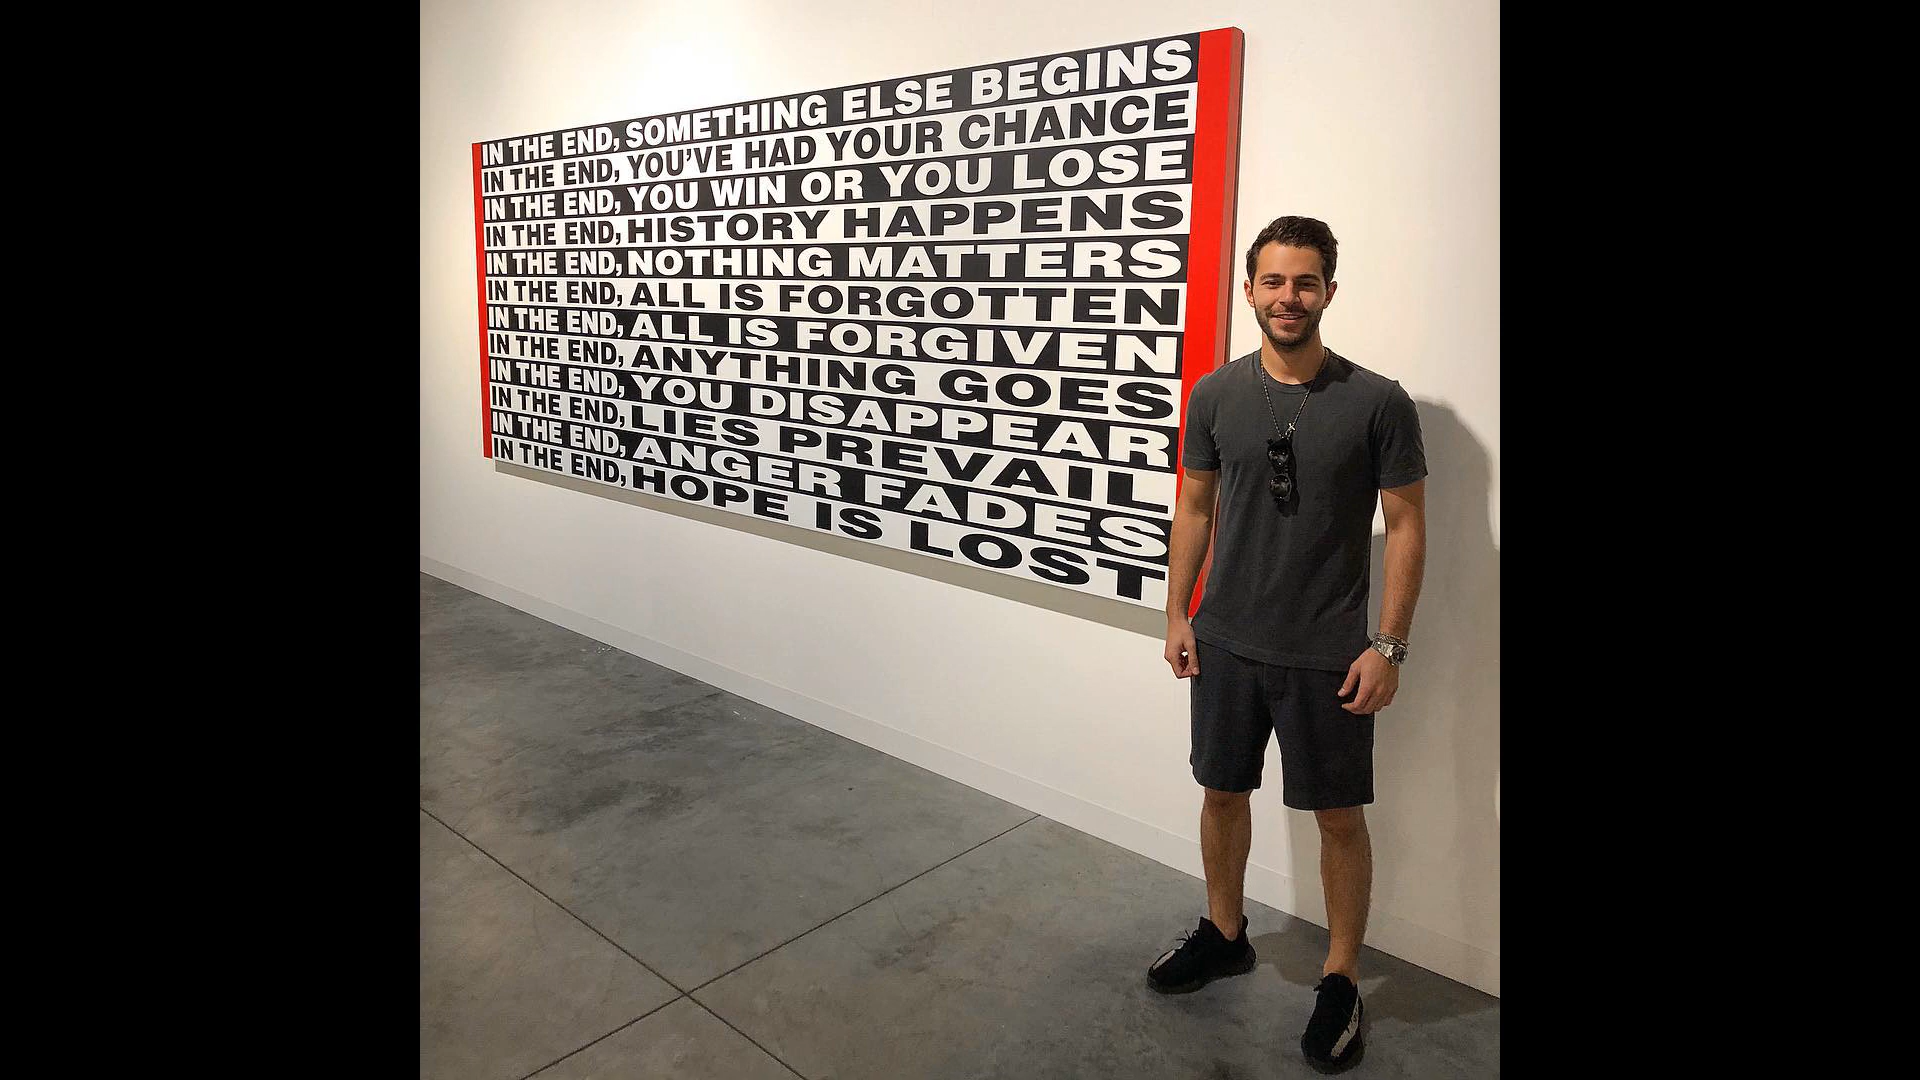 IN THE END, SOMETHING ELSE BEGINS
IN THE END, YOU'VE HAD YOUR CHANCE
IN THE END, YOU WIN OR YOU LOSE
IN THE END, HISTORY HAPPENS
IN THE END, NOTHING MATTERS
IN THE END, ALL IS FORGOTTEN
IN THE END, ALL IS FORGIVEN
IN THE END, ANYTHING GOES
IN THE END, YOU DISAPPEAR
IN THE END, LIES PREVAIL
IN THE END, ANGER FADES
IN THE END, HOPE IS LOST